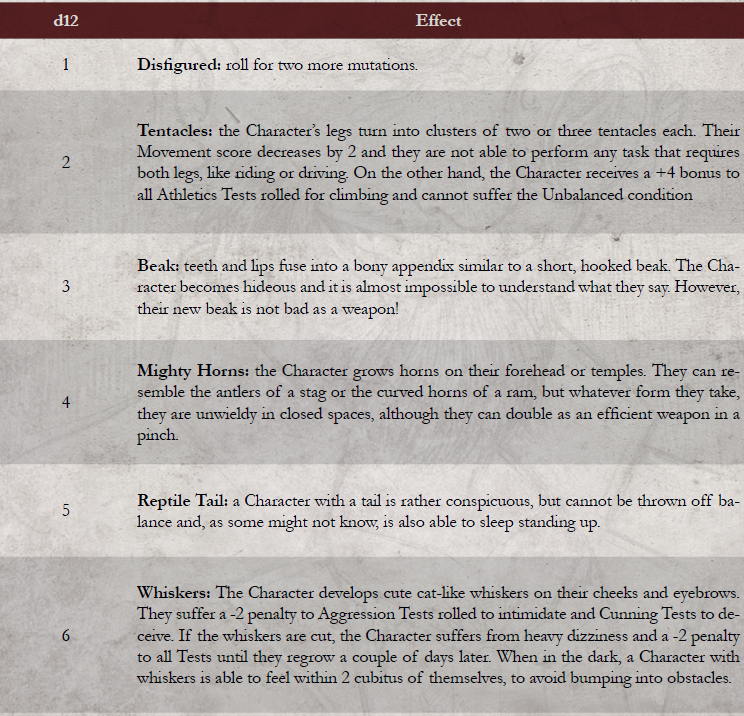 d12 Effect
1 Disfigured: roll for two more mutations.
Tentacles: the Character's legs turn into clusters of two or three tentacles each. Their
Movement score decreases by 2 and they are not able to perform any task that requires
2
both legs, like riding or driving. On the other hand, the Character receives a +4 bonus to
all Athletics Tests rolled for climbing and cannot suffer the Unbalanced condition
Beak: teeth and lips fuse into a bony appendix similar to a short, hooked beak. The Cha-
3 racter becomes hideous and it is almost impossible to understand what they say. However,
their new beak is not bad as a weapon!
Mighty Horns: the Character grows horns on their forehead or temples. They can re-
semble the antlers of a stag or the curved horns of a ram, but whatever form they take,
4
they are unwieldy in closed spaces, although they can double as an efficient weapon in a
pinch.
Reptile Tail: a Character with a tail is rather conspicuous, but cannot be thrown off ba-
5
lance and, as some might not know, is also able to sleep standing up.
Whiskers: The Character develops cute cat-like whiskers on their cheeks and eyebrows.
They suffer a -2 penalty to Aggression Tests rolled to intimidate and Cunning Tests to de-
6 ceive. If the whiskers are cut, the Character suffers from heavy dizziness and a -2 penalty
to all Tests until they regrow a couple of days later. When in the dark, a Character with
whiskers is able to feel within 2 cubitus of themselves, to avoid bumping into obstacles.